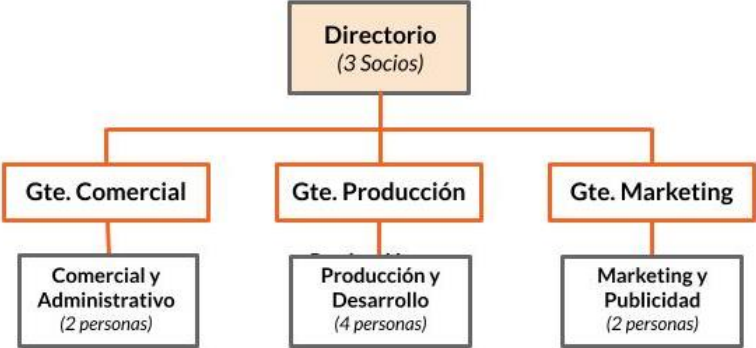 Directorio
(3 Socios)
Gte. Comercial
Gte. Producción
Gte. Marketing
Comercial y
Administrativo
(2 personas)
Producción y
Desarrollo
(4 personas)
Marketing y
Publicidad
(2 personas)